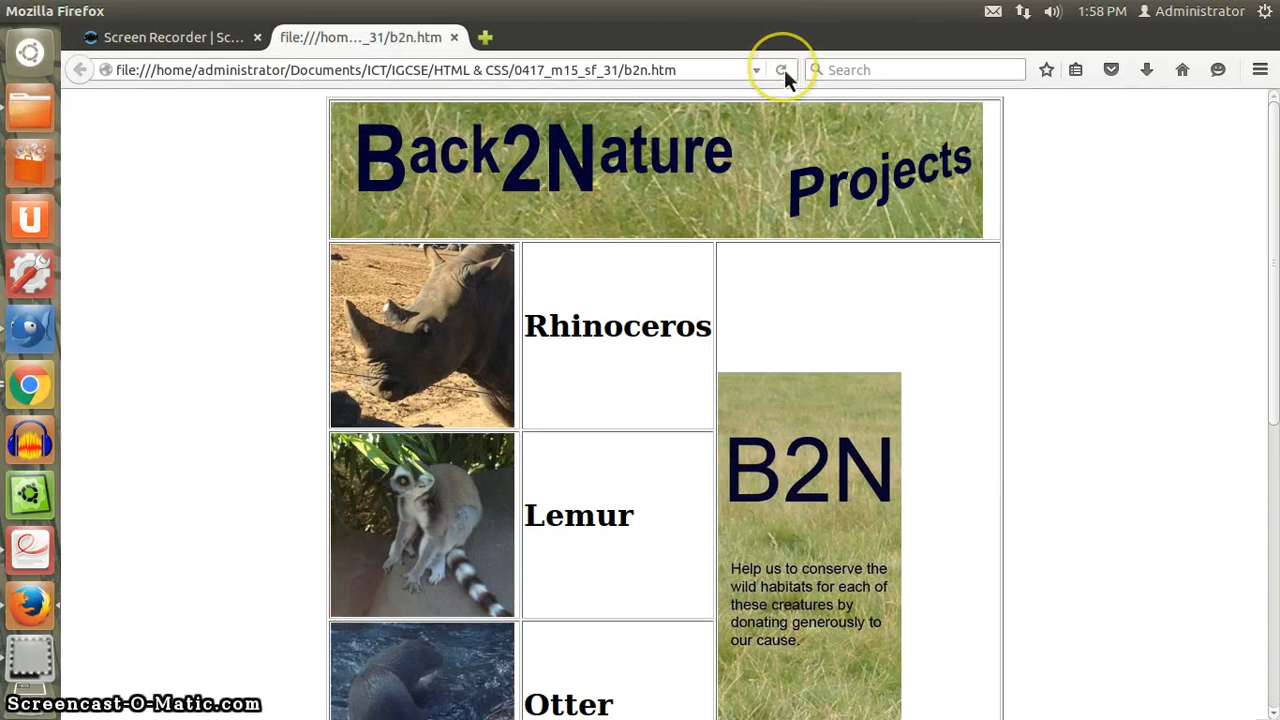 Mozilla Firefox
1:58 PM
Administrator
Screen Recorder | Sc...
file:///hom..._31/b2n.htm
file:///home/administrator/Documents/ICT/IGCSE/HTML & CSS/0417_m15_sf_31/b2n.htm
Search
Back2Nature
Projects
Rhinoceros
B2N
Lemur
Help us to conserve the
wild habitats for each of
these creatures by
donating generously to
our cause.
Otter
Screencast-O-Matic.com